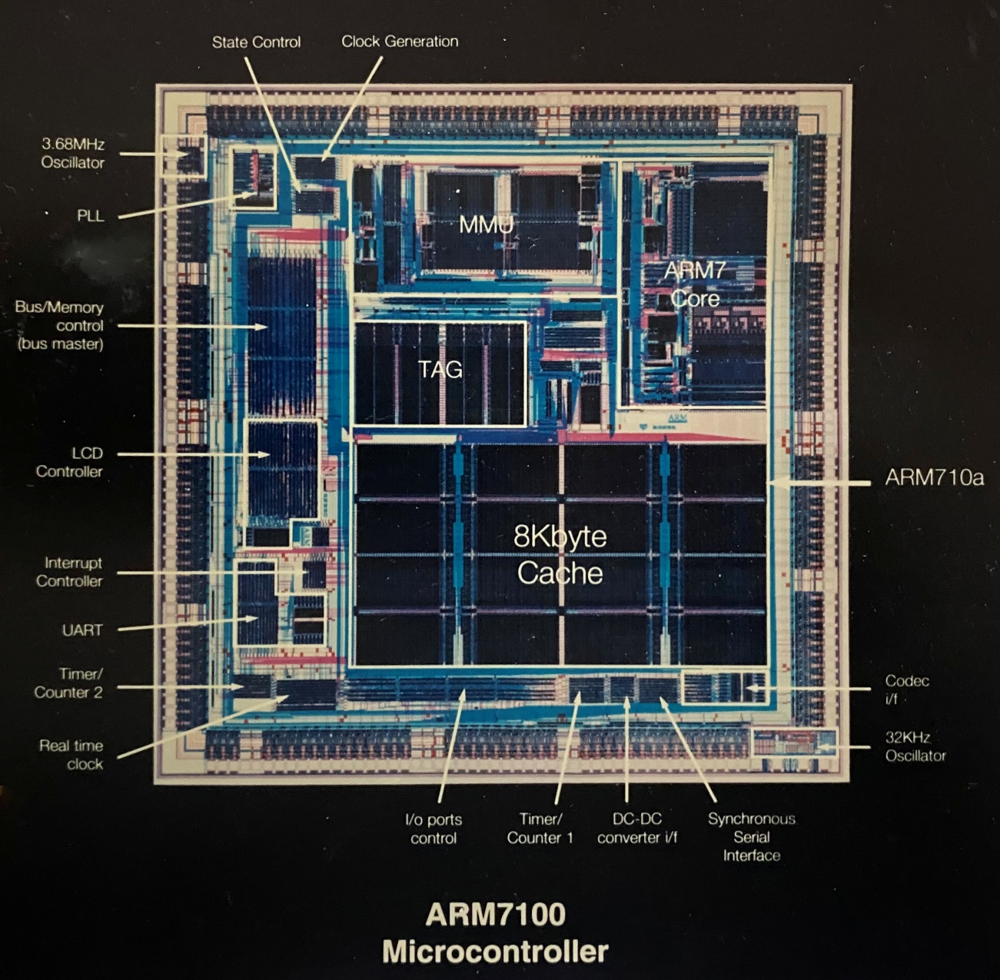 State Control
Clock Generation
3.68MHz
Oscillator
PLL
MMU
ARM7
Core
Bus/Memory
control
(bus master)
TAG
ARM
LCD
Controller
ARM710a
8Kbyte
Cache
ARM
Interrupt
Controller
UART
Timer/
Counter 2
Codec
i/f
Real time
clock
32KHz
Oscillator
I/o ports
control
Timer/
Counter 1
DC-DC
converter i/f
Synchronous
Serial
Interface
ARM7100
Microcontroller